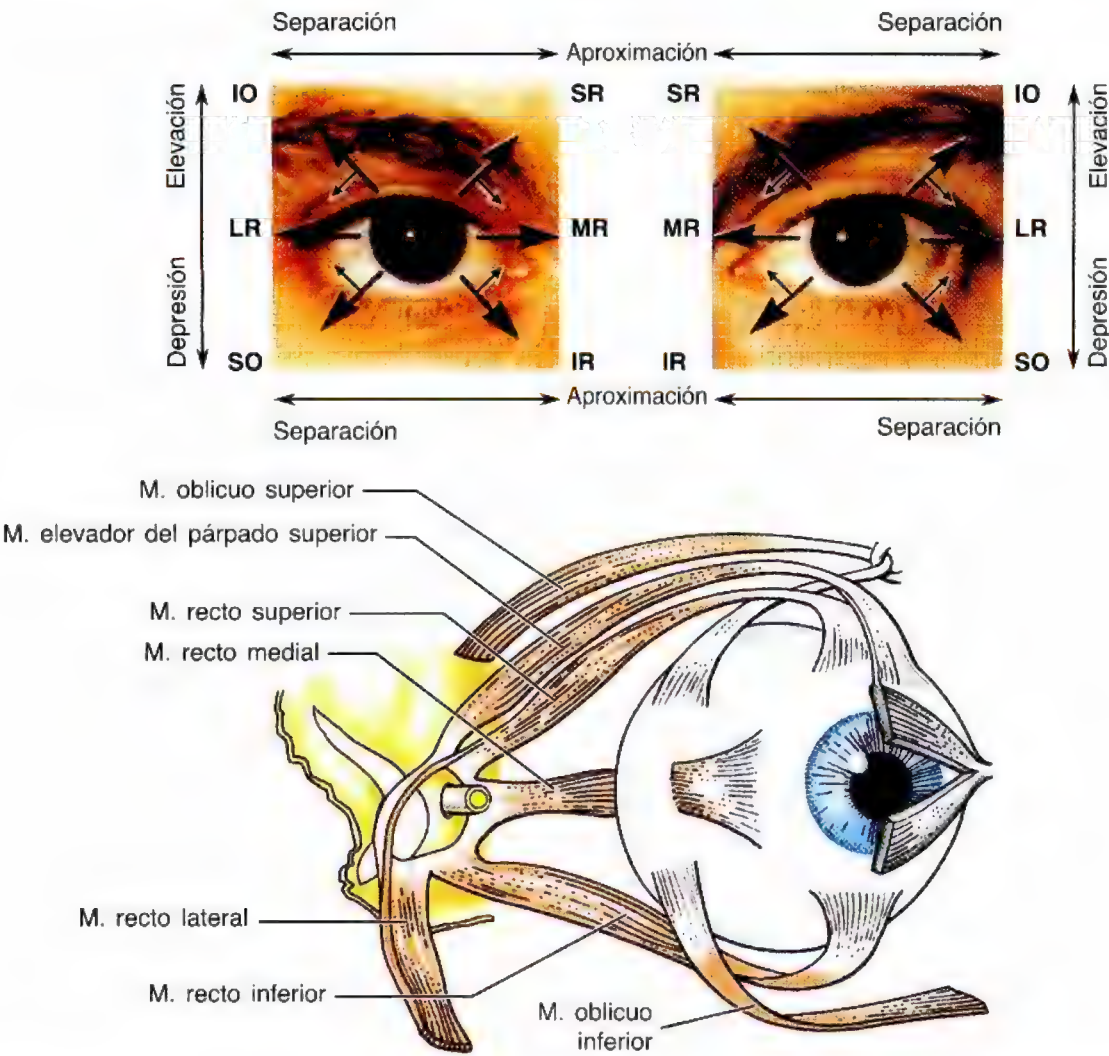 Separación
Separación
Aproximación
Elevación
IO
SR
SR
IO
Elevación
LR
MR
MR
LR
Depresión
Depresión
SO
IR
IR
SO
Aproximación
Separación
Separación
M. oblicuo superior
M. elevador del párpado superior
M. recto superior
M. recto medial
M. recto lateral
M. recto inferior
M. oblicuo
inferior